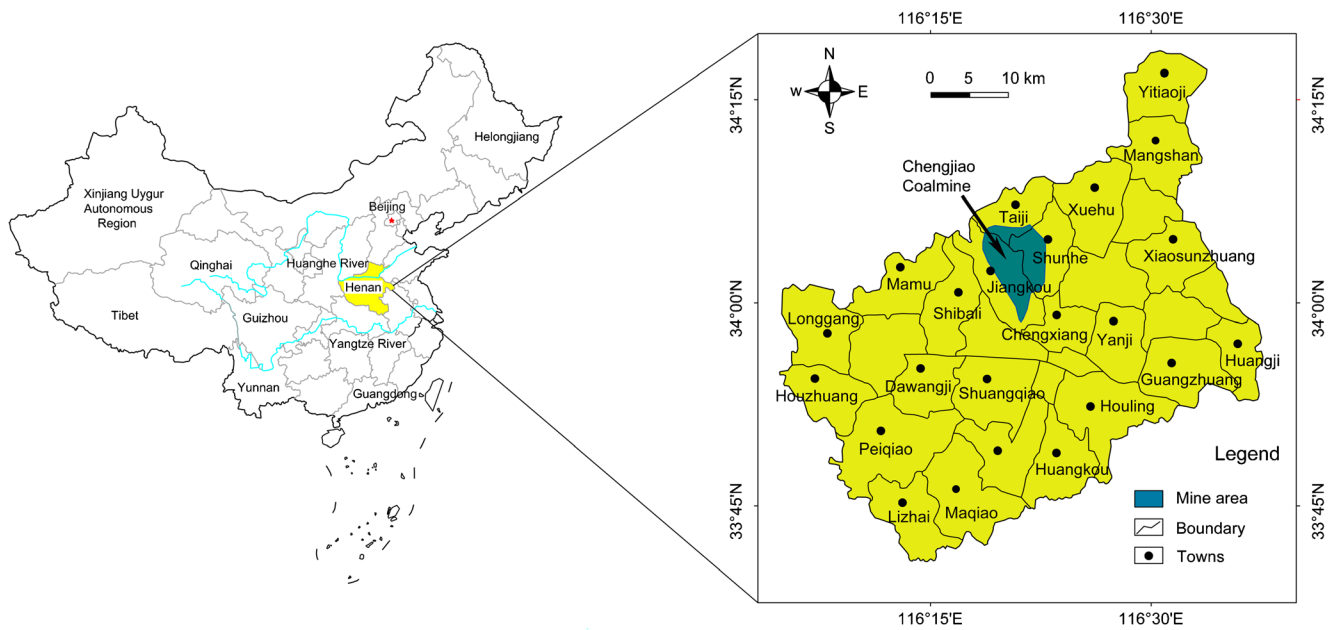 Helongjiang
Beijing
Xinjiang Uygur
Autonomous
Region
Qinghai
Huanghe River
Henan
Tibet
Guizhou
Yangtze River
Yunnan
Guangdong
116°15'E
116°30'E
N
W
E
S
0 5 10 km
34°15'N
34°15'N
Yitiaoji
Mangshan
Chengjiao
Coalmine
Taiji
Xuehu
Shunhe
Xiaosunzhuang
Mamu
Jiangkou
34°00'N
34°00'N
Shibali
Longgang
Chengxiang
Yanji
Huangji
Guangzhuang
Dawangji
Shuangqiao
Houzhuang
Houling
Peiqiao
Huangkou
Legend
33°45'N
33°45'N
Lizhai
Maqiao
Mine area
Boundary
Towns
116°15'E
116°30'E